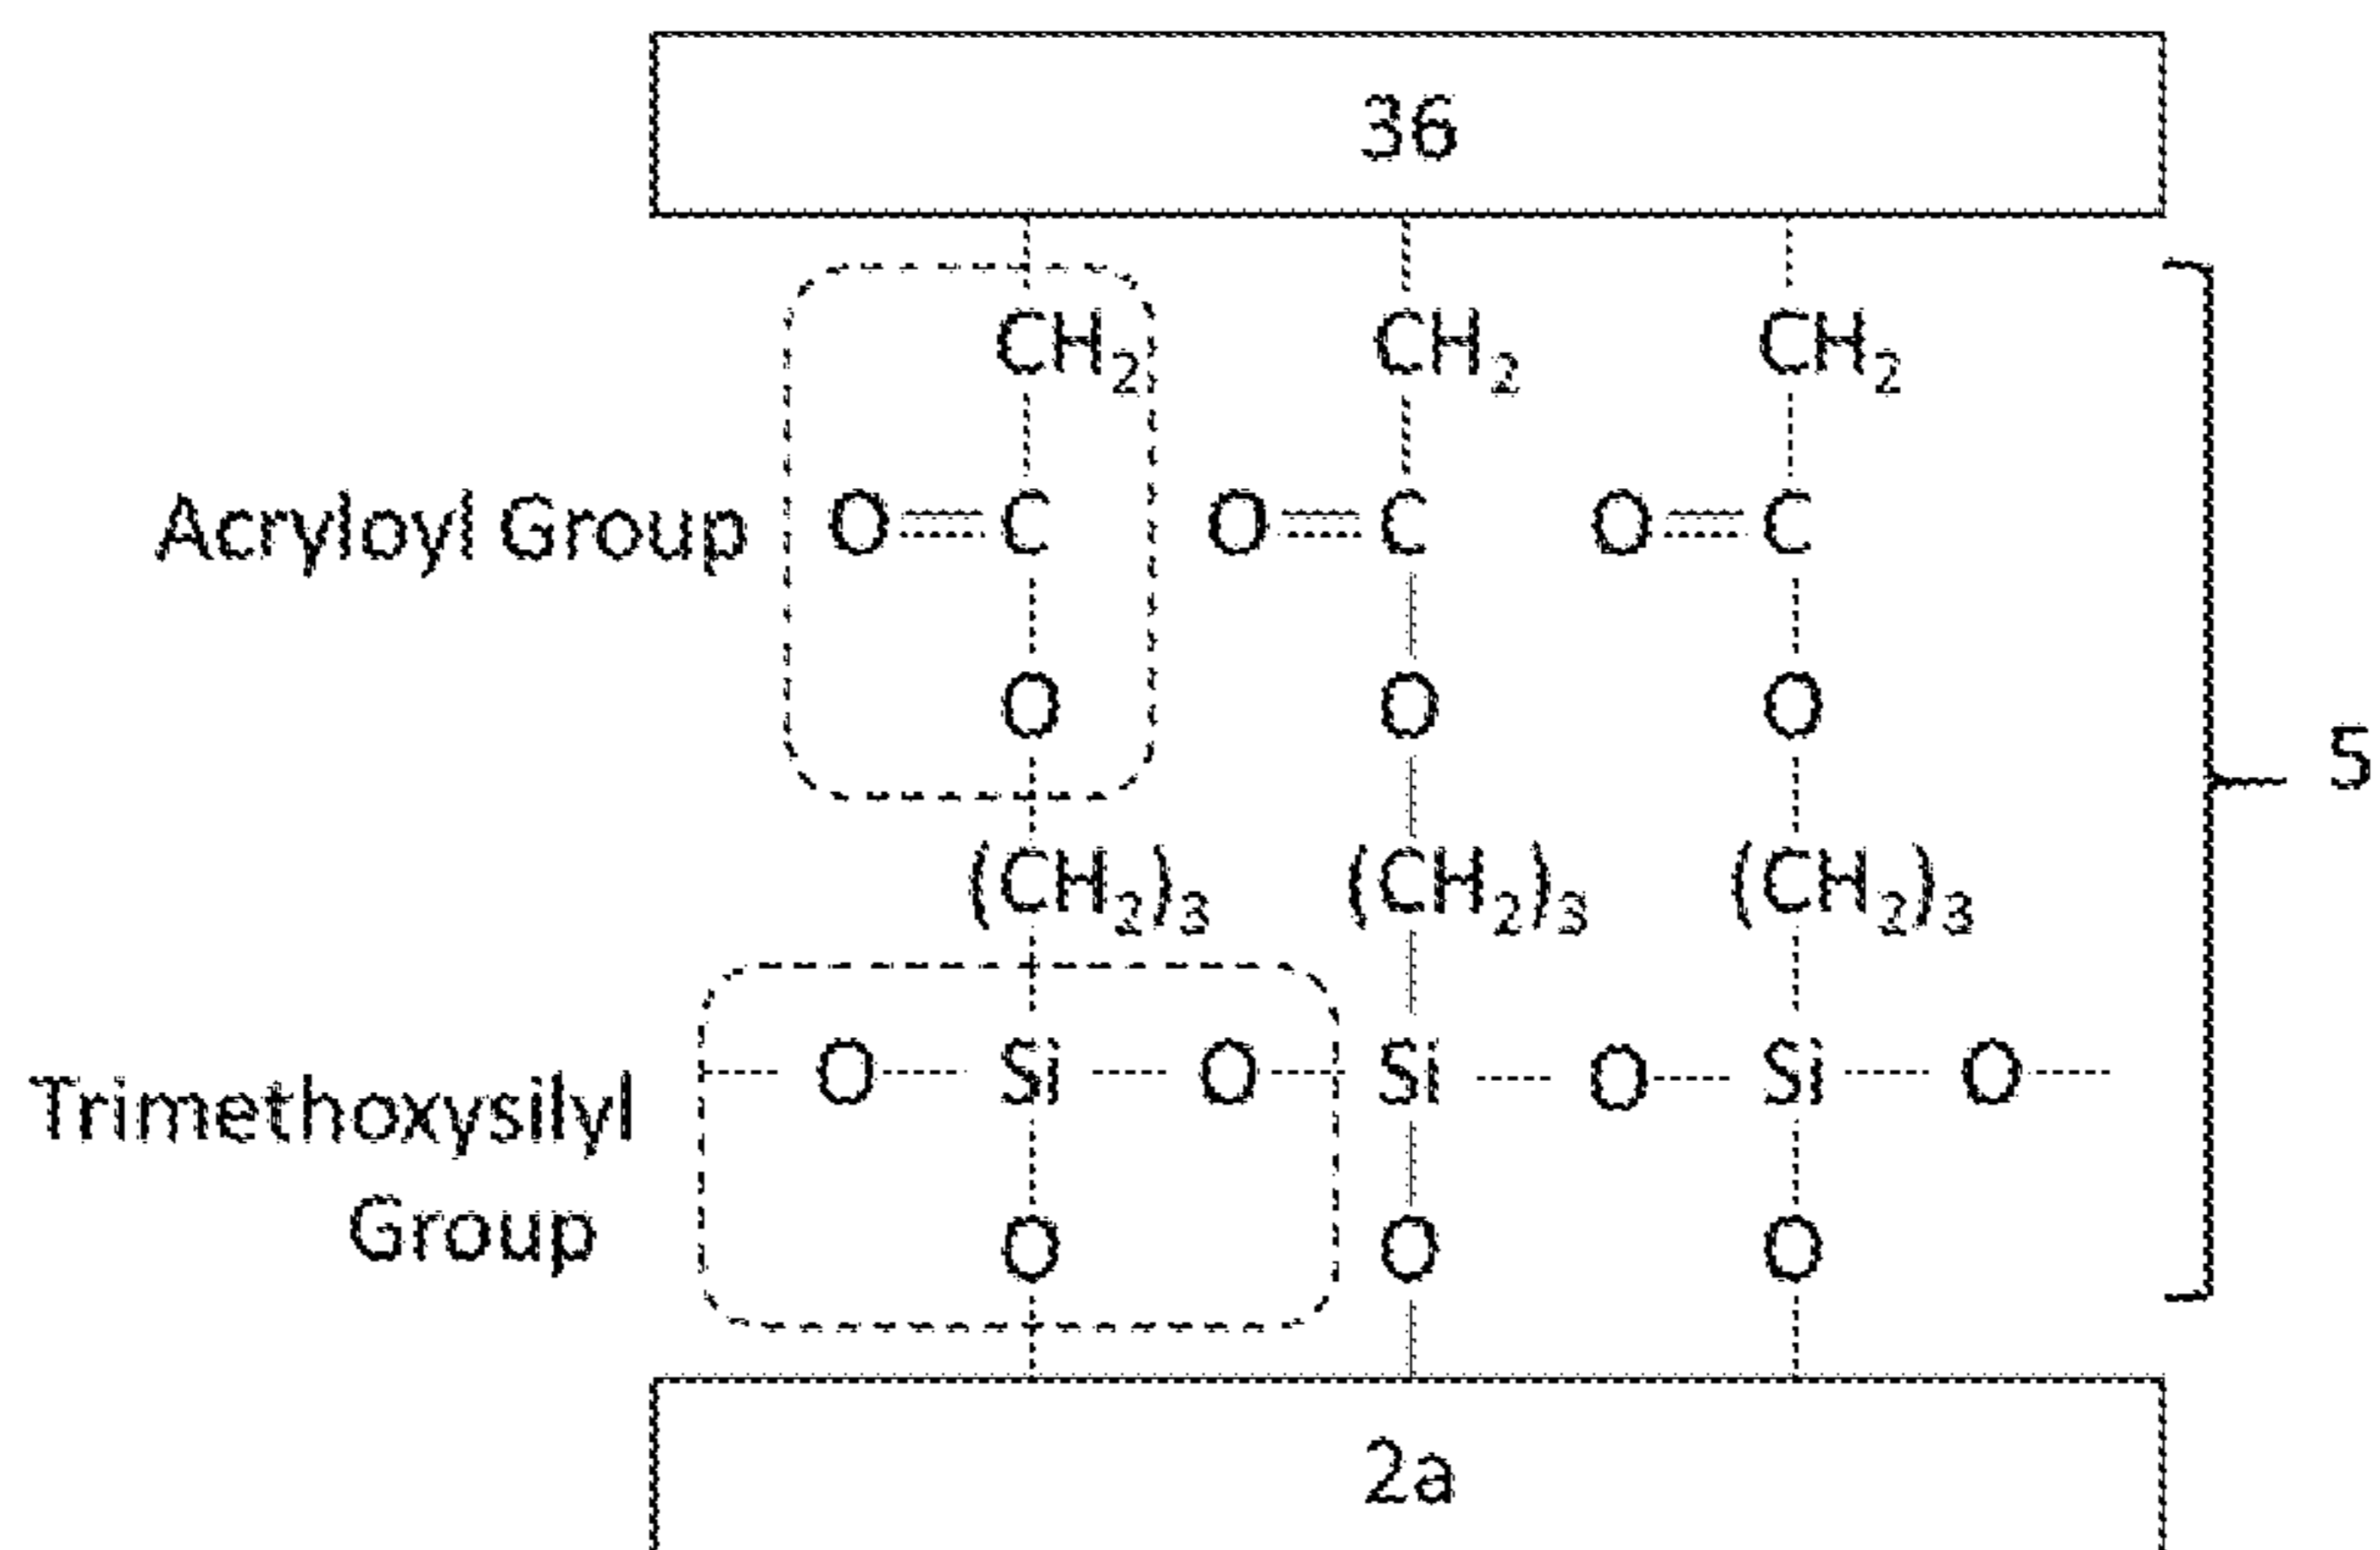 36
CH2 CH2 CH2
Acryloyl Group O=C O=C O=C
O O O
5
(CH2)3 (CH2)3 (CH2)3
O Si O Si O Si O
Trimethoxysilyl
Group
O O O
2a